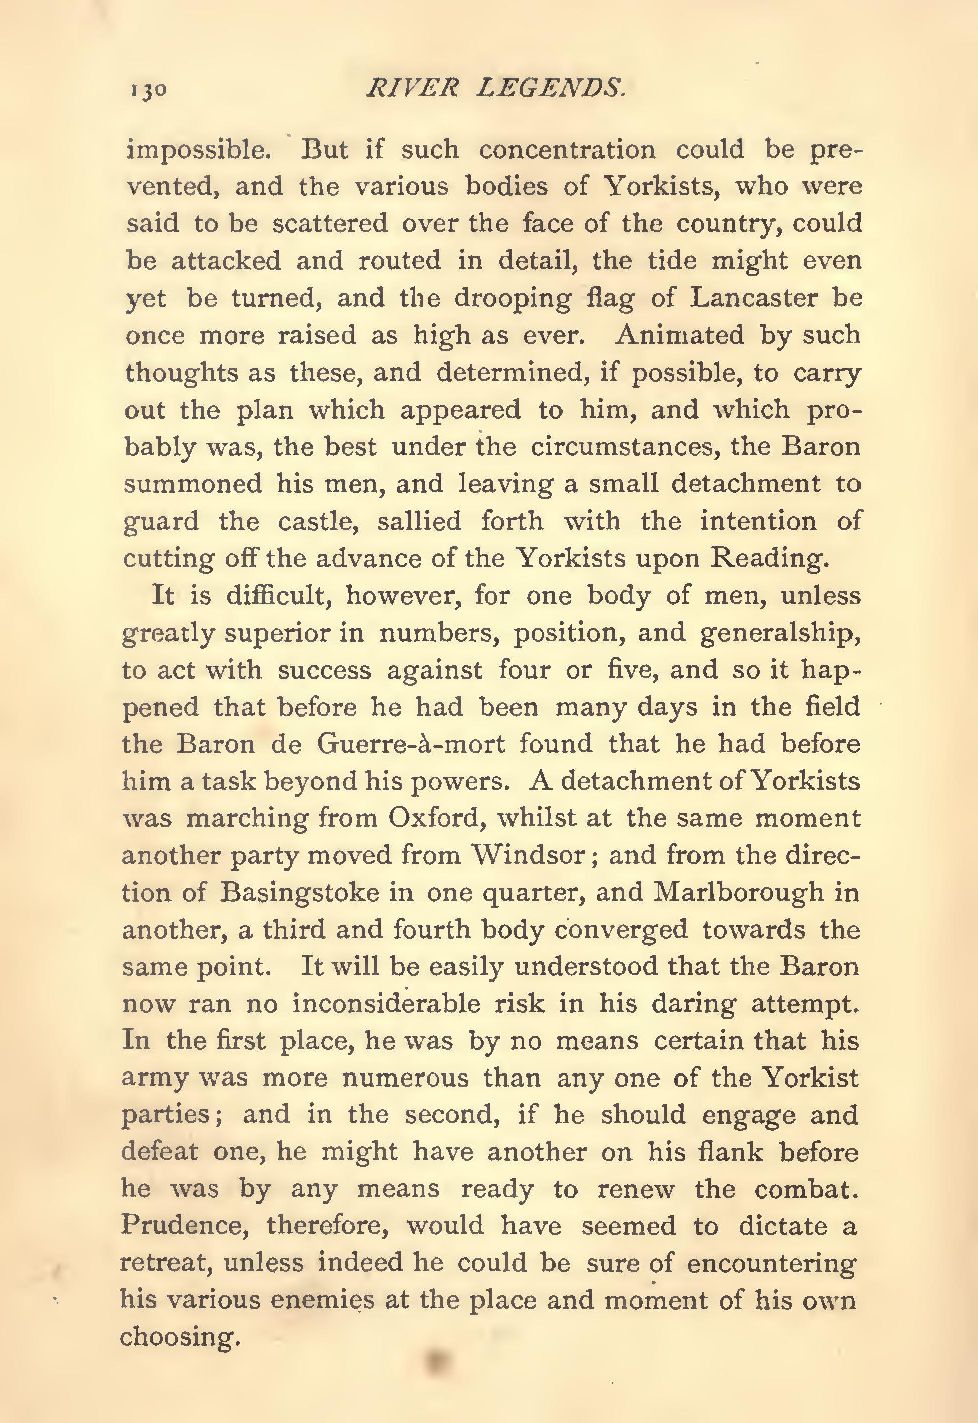 130 RIVER LEGENDS.
impossible. But if such concentration could be pre-
vented, and the various bodies of Yorkists, who were
said to be scattered over the face of the country, could
be attacked and routed in detail, the tide might even
yet be turned, and the drooping flag of Lancaster be
once more raised as high as ever. Animated by such
thoughts as these, and determined, if possible, to carry
out the plan which appeared to him, and which pro-
bably was, the best under the circumstances, the Baron
summoned his men, and leaving a small detachment to
guard the castle, sallied forth with the intention of
cutting off the advance of the Yorkists upon Reading.
It is difficult, however, for one body of men, unless
greatly superior in numbers, position, and generalship,
to act with success against four or five, and so it hap-
pened that before he had been many days in the field
the Baron de Guerre-à-mort found that he had before
him a task beyond his powers. A detachment of Yorkists
was marching from Oxford, whilst at the same moment
another party moved from Windsor; and from the direc-
tion of Basingstoke in one quarter, and Marlborough in
another, a third and fourth body converged towards the
same point. It will be easily understood that the Baron
now ran no inconsiderable risk in his daring attempt.
In the first place, he was by no means certain that his
army was more numerous than any one of the Yorkist
parties; and in the second, if he should engage and
defeat one, he might have another on his flank before
he was by any means ready to renew the combat.
Prudence, therefore, would have seemed to dictate a
retreat, unless indeed he could be sure of encountering
his various enemies at the place and moment of his own
choosing.